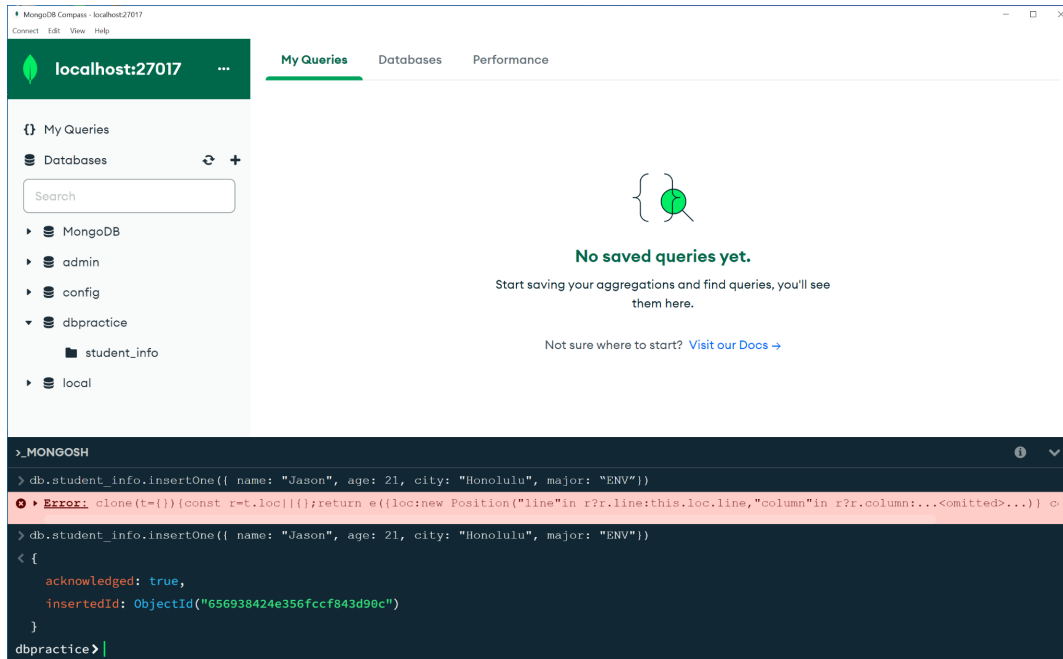 MongoDB Compass - localhost:27017
Connect Edit View Help
localhost:27017 ...
My Queries Databases Performance
{} My Queries
Databases
Search
MongoDB
admin
config
dbpractice
student_info
local
No saved queries yet.
Start saving your aggregations and find queries, you'll see
them here.
Not sure where to start? Visit our Docs →
>_MONGOSH
> db.student_info.insertOne({ name: "Jason", age: 21, city: "Honolulu", major: “ENV”})
Error: clone(t={}){const r=t.loc||{};return e({loc:new Position("line"in r?r.line:this.loc.line,"column"in r?r.column:...<omitted>...)} co
> db.student_info.insertOne({ name: "Jason", age: 21, city: "Honolulu", major: "ENV"})
< {
acknowledged: true,
insertedId: ObjectId("656938424e356fccf843d90c")
}
dbpractice>